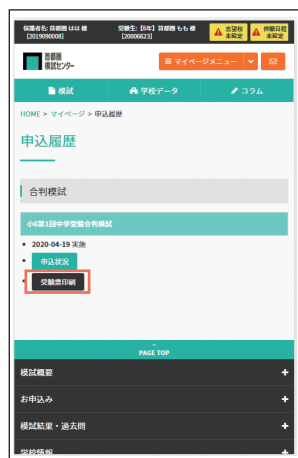 保護者名: 首都圏 はは 様
[2019090008]
受験生: 【6年】首都圏 もも 様
[20006623]
志望校
未設定
併願日程
未設定
首都圏
模試センター
マイページメニュー
模試
学校データ
コラム
HOME > マイページ > 申込履歴
申込履歴
合判模試
小6第1回中学受験合判模試
2020-04-19 実施
申込状況
受験票印刷
PAGE TOP
模試概要 +
お申込み +
模試結果・過去問 +
学校情報 +